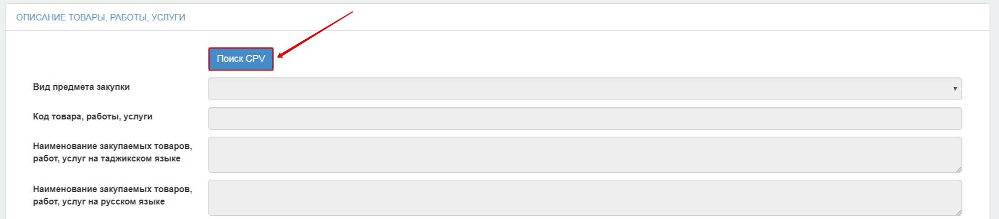 ОПИСАНИЕ ТОВАРЫ, РАБОТЫ, УСЛУГИ
Поиск CPV
Вид предмета закупки
Код товара, работы, услуги
Наименование закупаемых товаров,
работ, услуг на таджикском языке
Наименование закупаемых товаров,
работ, услуг на русском языке